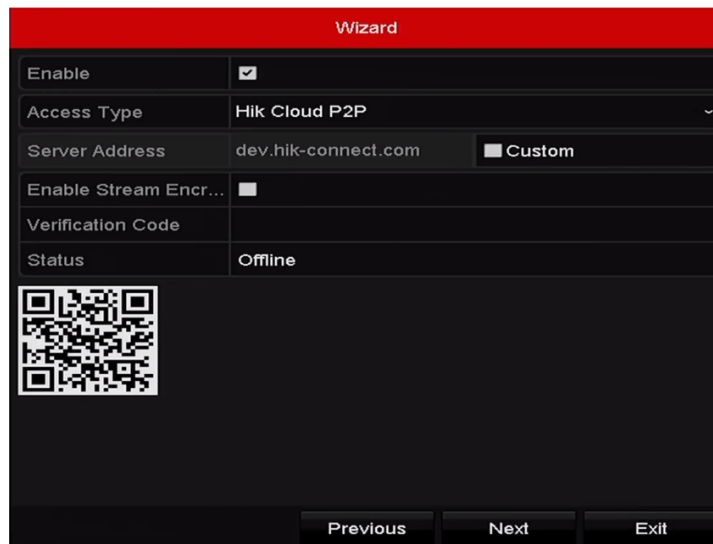 Wizard
Enable
Access Type Hik Cloud P2P
Server Address dev.hik-connect.com Custom
Enable Stream Encr...
Verification Code
Status Offline
Previous Next Exit